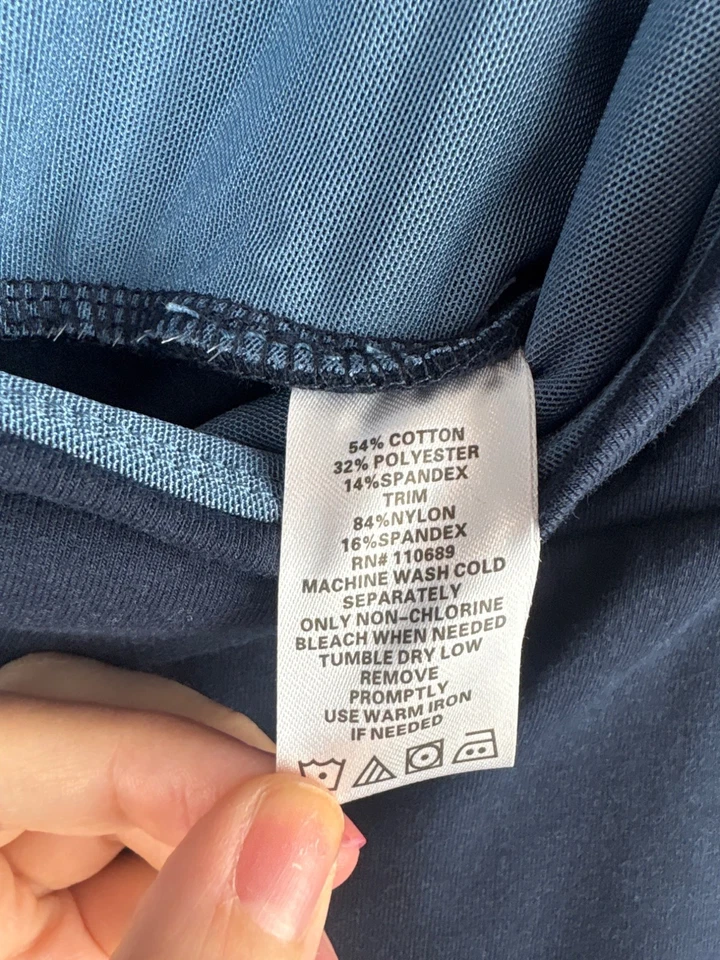 54% COTTON
32% POLYESTER
14%SPANDEX
TRIM
84%NYLON
16%SPANDEX
RN# 110689
MACHINE WASH COLD
SEPARATELY
ONLY NON-CHLORINE
BLEACH WHEN NEEDED
TUMBLE DRY LOW
REMOVE
PROMPTLY
USE WARM IRON
IF NEEDED